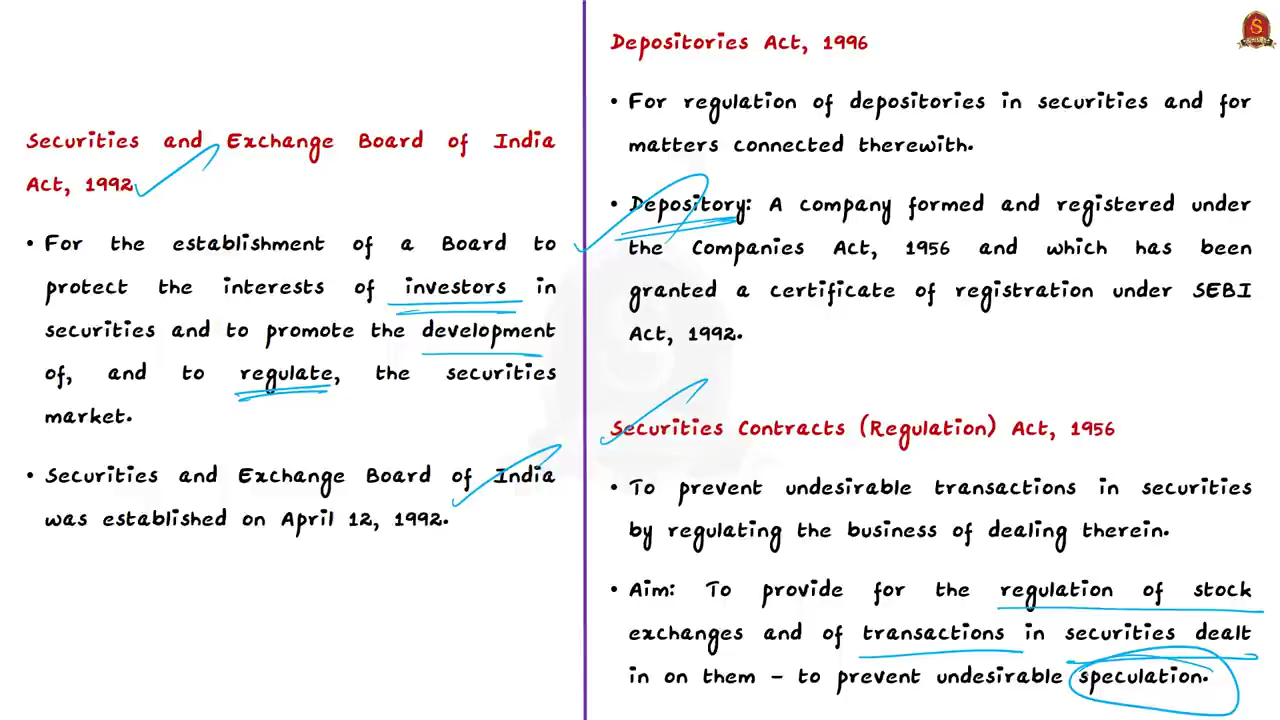 Securities and Exchange Board of India
Act, 1992
• For the establishment of a Board to
protect the interests of investors in
securities and to promote the development
of, and to regulate, the securities
market.
• Securities and Exchange Board of India
was established on April 12, 1992.
Depositories Act, 1996
• For regulation of depositories in securities and for
matters connected therewith.
• Depository: A company formed and registered under
the Companies Act, 1956 and which has been
granted a certificate of registration under SEBI
Act, 1992.
Securities Contracts (Regulation) Act, 1956
• To prevent undesirable transactions in securities
by regulating the business of dealing therein.
• Aim: To provide for the regulation of stock
exchanges and of transactions in securities dealt
in on them – to prevent undesirable speculation.